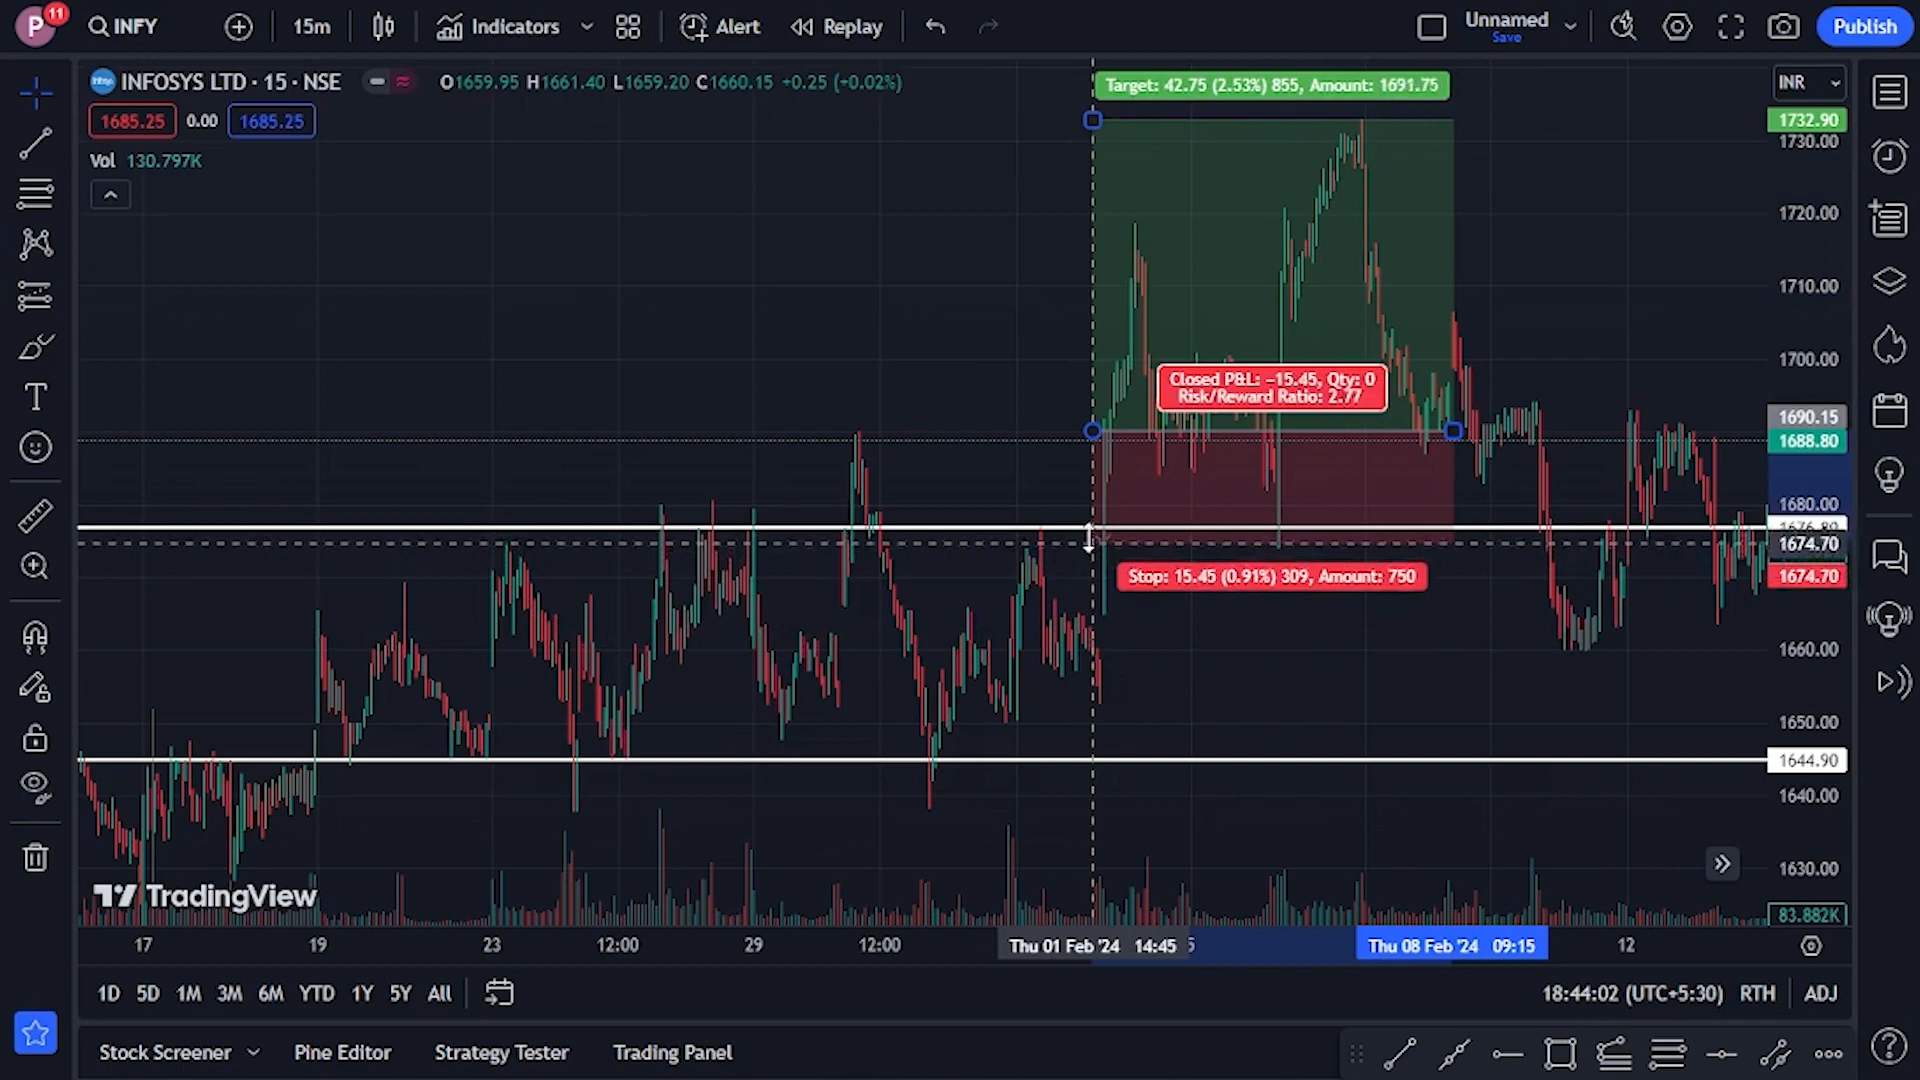 P 11 INFY 15m Indicators Alert Replay Unnamed Save Publish
INFOSYS LTD · 15 · NSE O1659.95 H1661.40 L1659.20 C1660.15 +0.25 (+0.02%)
1685.25 0.00 1685.25
Vol 130.797K
Target: 42.75 (2.53%) 855, Amount: 1691.75
INR
1732.90
1730.00
1720.00
1710.00
1700.00
Closed P&L: −15.45, Qty: 0
Risk/Reward Ratio: 2.77
1690.15
1688.80
1680.00
1676.80
1674.70
Stop: 15.45 (0.91%) 309, Amount: 750
1674.70
1660.00
1650.00
1644.90
1640.00
1630.00
TradingView
83.882K
17 19 23 12:00 29 12:00 Thu 01 Feb '24 14:45 5 Thu 08 Feb '24 09:15 12
1D 5D 1M 3M 6M YTD 1Y 5Y All 18:44:02 (UTC+5:30) RTH ADJ
Stock Screener Pine Editor Strategy Tester Trading Panel